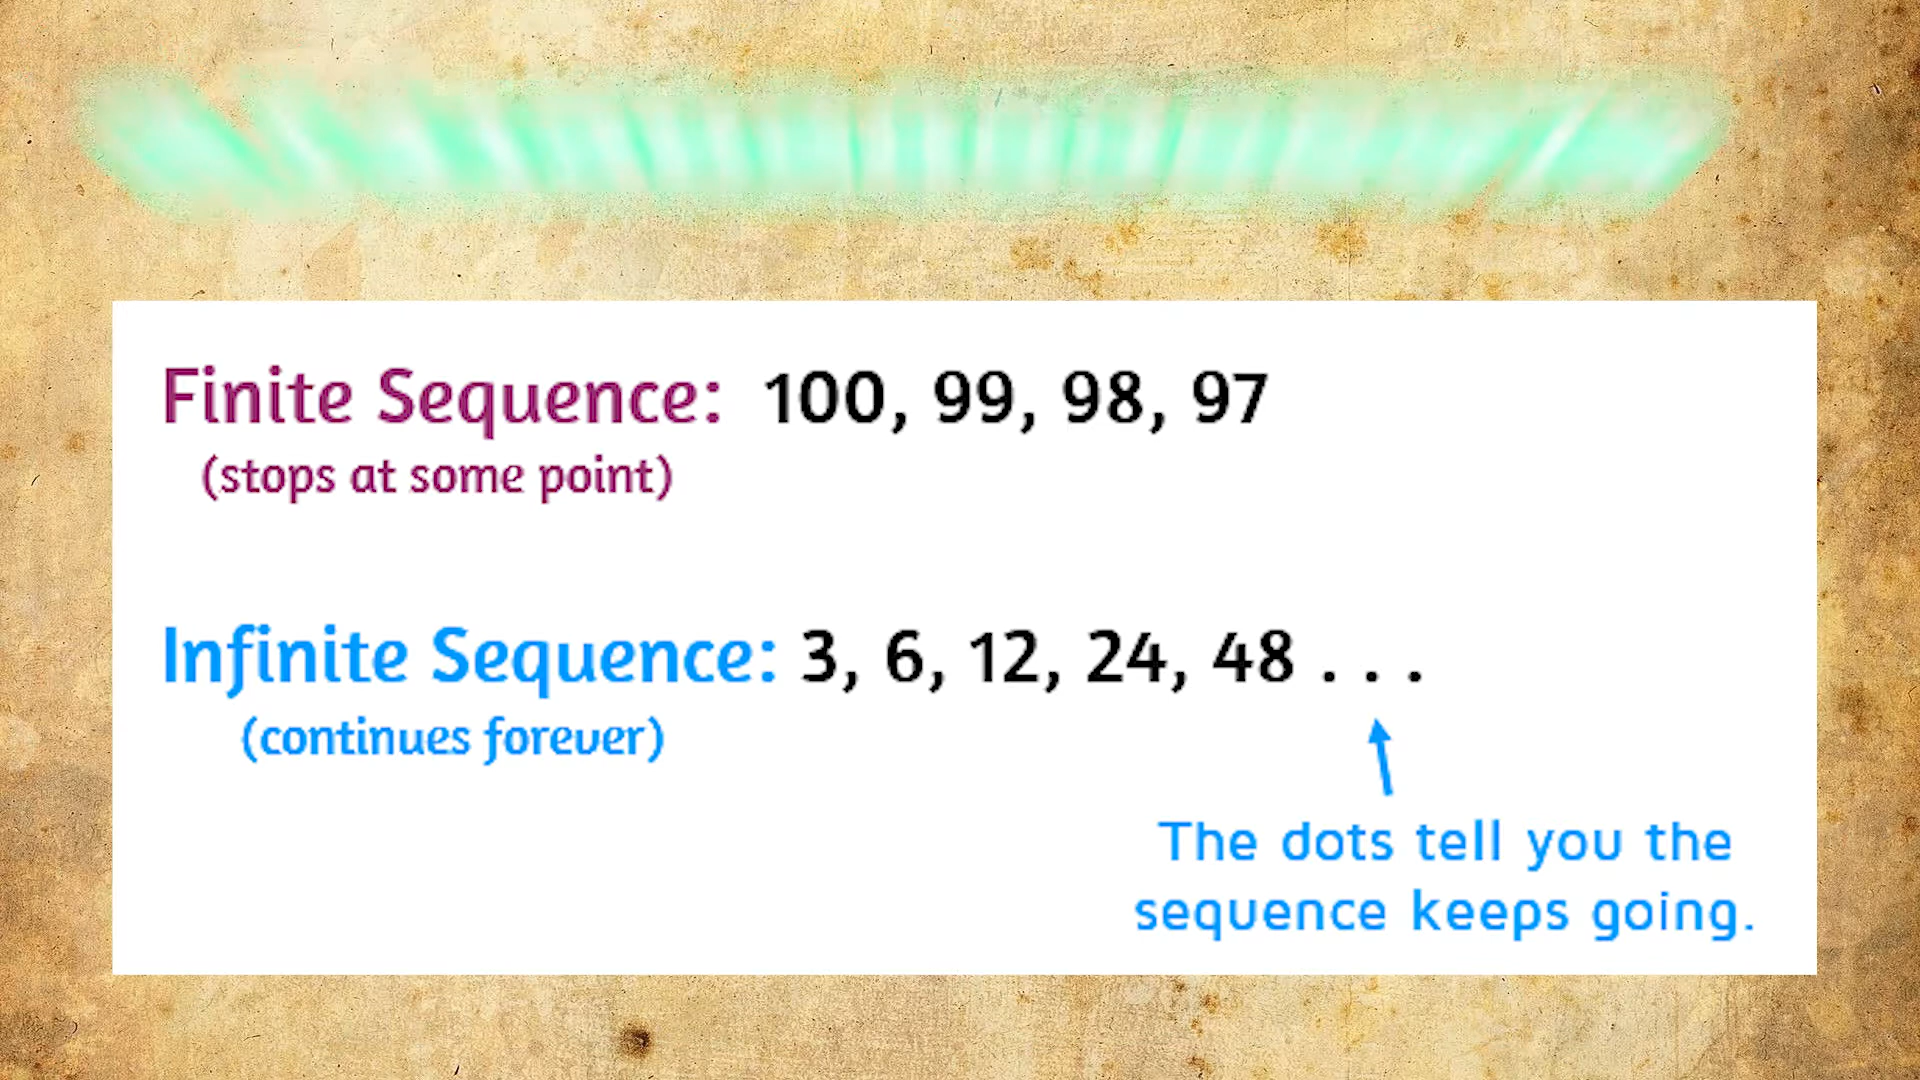 Finite Sequence: 100, 99, 98, 97
(stops at some point)
Infinite Sequence: 3, 6, 12, 24, 48 . . .
(continues forever)
The dots tell you the
sequence keeps going.